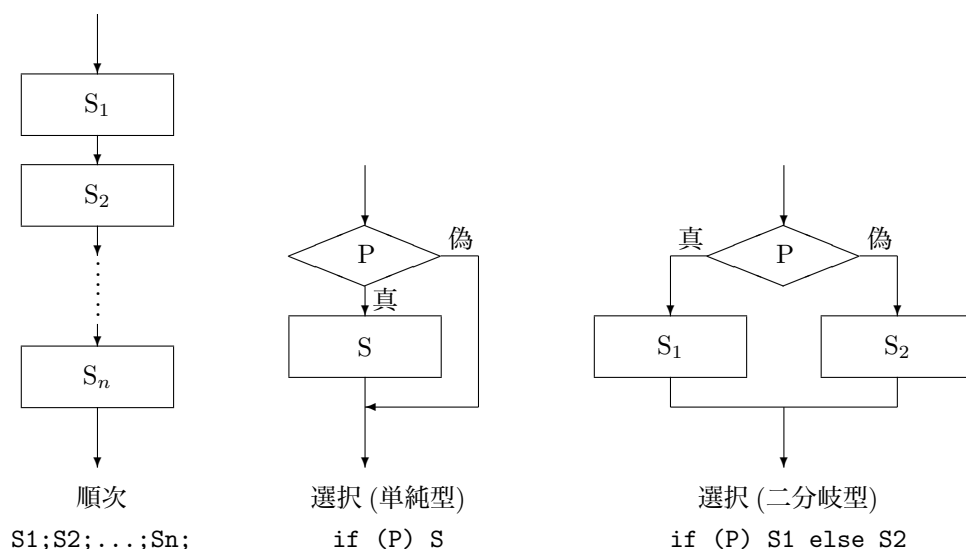 S₁
S₂
Sₙ
順次
S1;S2;...;Sn;
P
偽
真
S
選択 (単純型)
if (P) S
真
P
偽
S₁
S₂
選択 (二分岐型)
if (P) S1 else S2